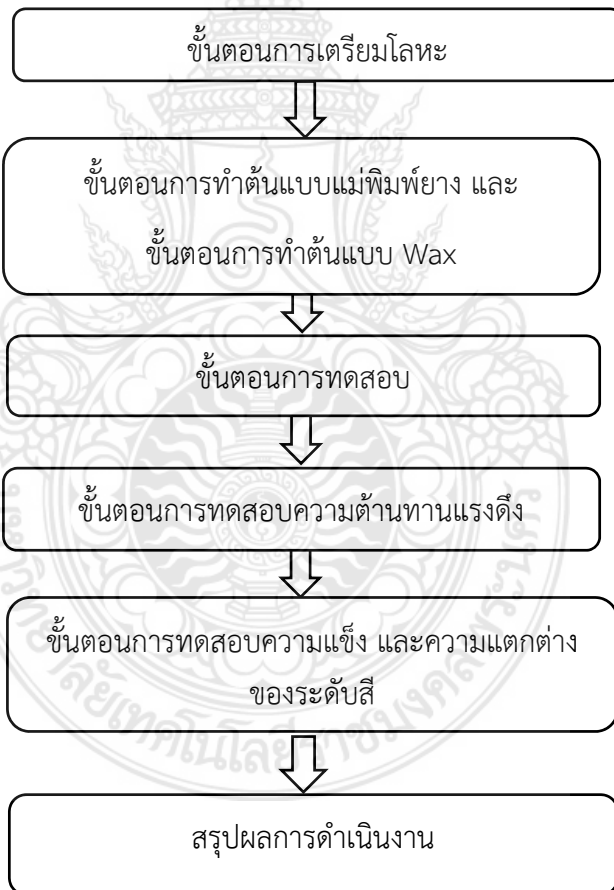 ขั้นตอนการเตรียมโลหะ
ขั้นตอนการทำต้นแบบแม่พิมพ์ยาง และ
ขั้นตอนการทำต้นแบบ Wax
ขั้นตอนการทดสอบ
ขั้นตอนการทดสอบความต้านทานแรงดึง
ขั้นตอนการทดสอบความแข็ง และความแตกต่าง
ของระดับสี
สรุปผลการดำเนินงาน